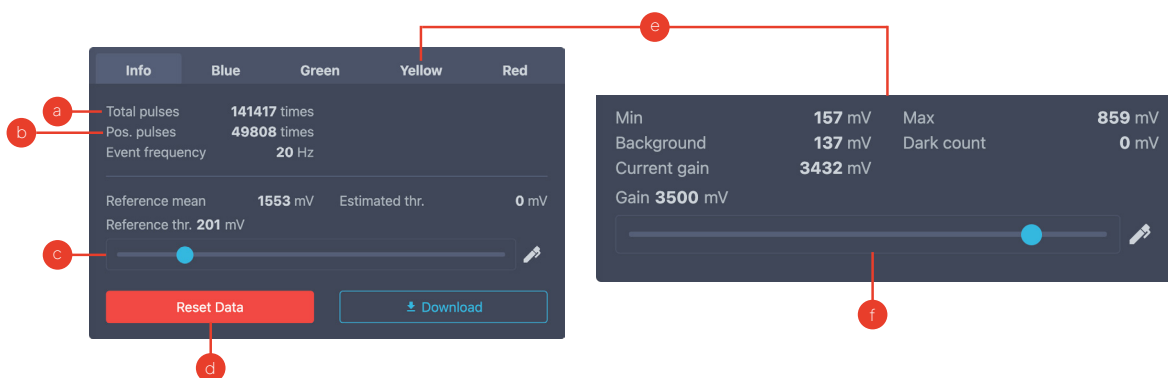 e
Info Blue Green Yellow Red
a
Total pulses 141417 times
b
Pos. pulses 49808 times
Event frequency 20 Hz
Reference mean 1553 mV Estimated thr. 0 mV
Reference thr. 201 mV
c
Reset Data Download
d
Min 157 mV Max 859 mV
Background 137 mV Dark count 0 mV
Current gain 3432 mV
Gain 3500 mV
f